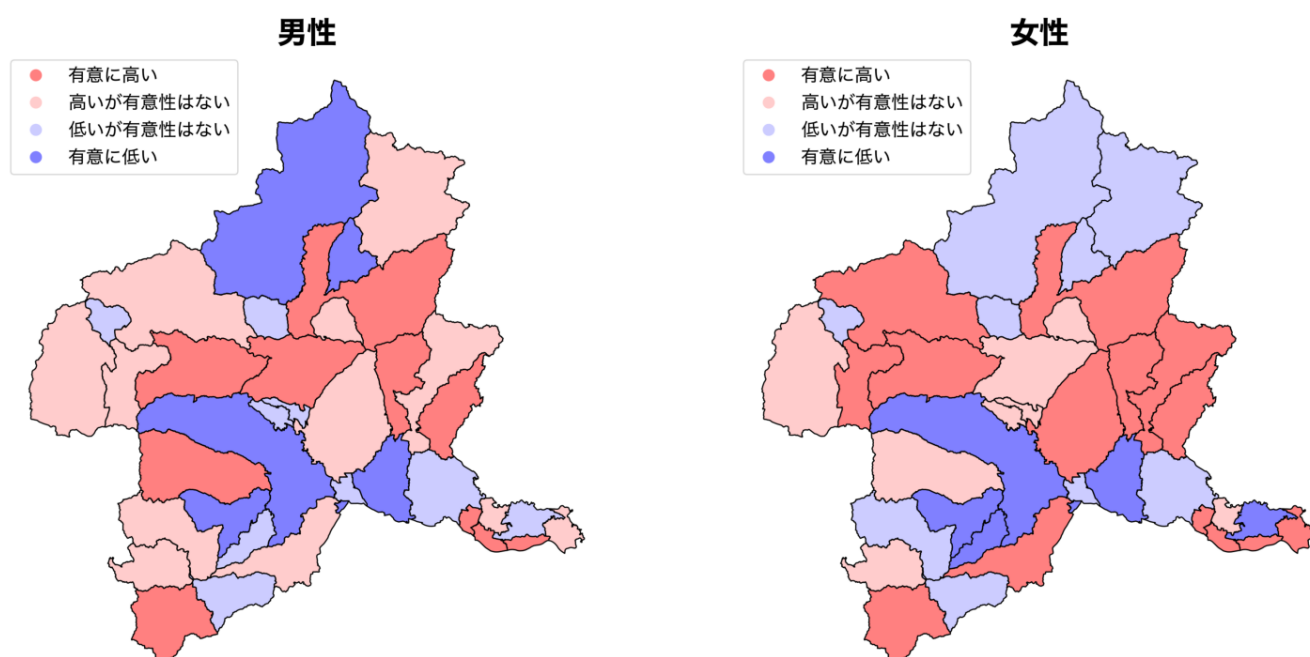 男性
有意に高い
高いが有意性はない
低いが有意性はない
有意に低い
女性
有意に高い
高いが有意性はない
低いが有意性はない
有意に低い